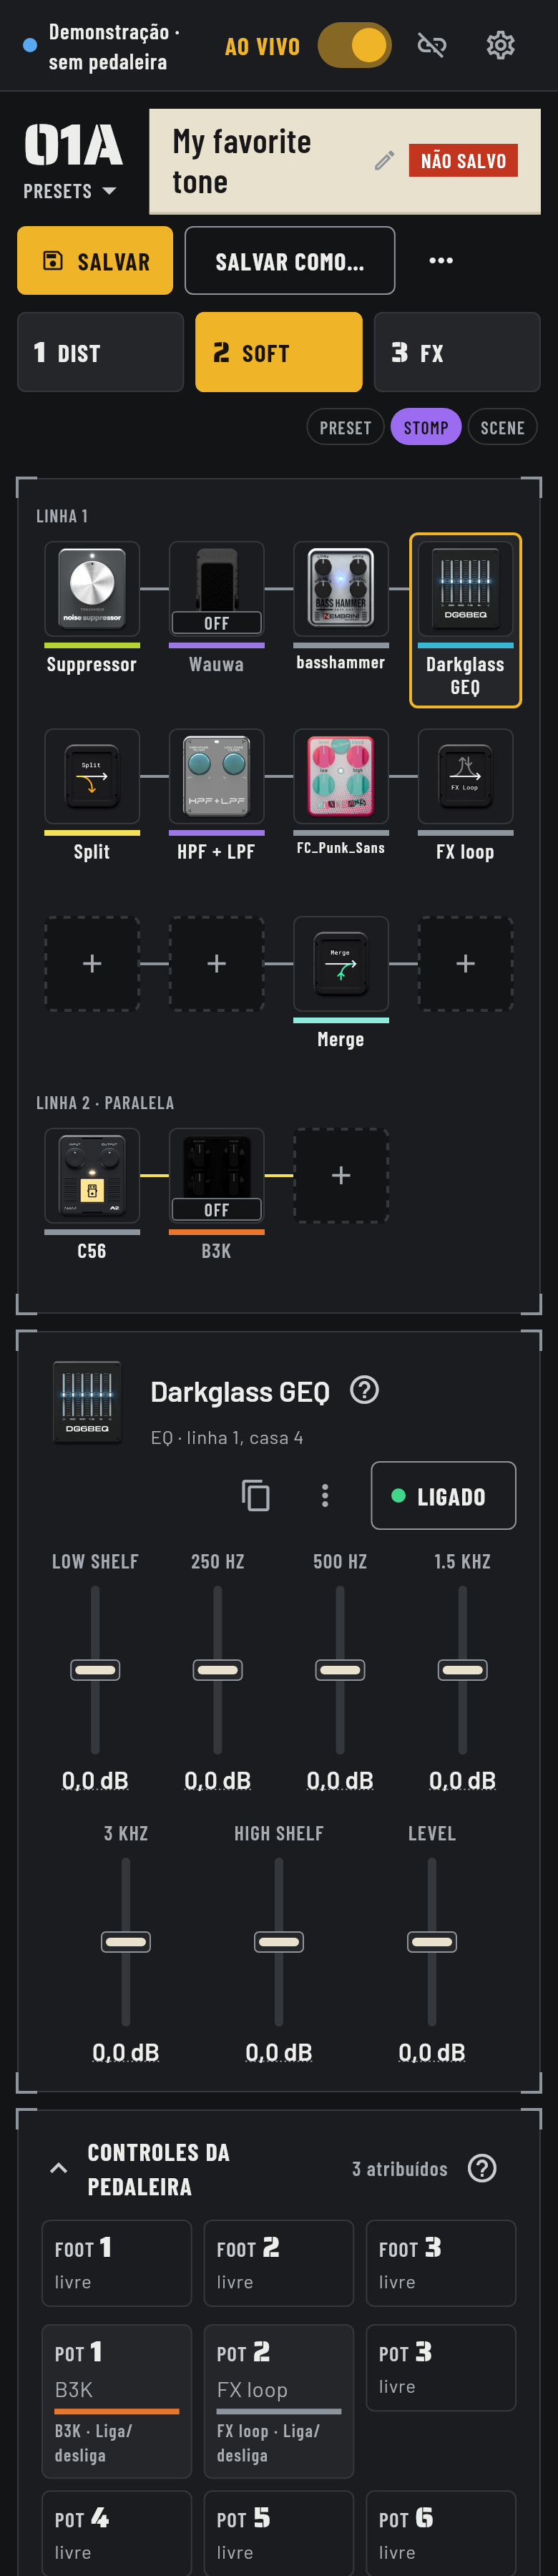 Demonstração ·
sem pedaleira
AO VIVO
01A
PRESETS
My favorite
tone
NÃO SALVO
SALVAR
SALVAR COMO...
1 DIST
2 SOFT
3 FX
PRESET
STOMP
SCENE
LINHA 1
noise suppressor
OFF
BASS HAMMER
NEMBRINI
DG6BEQ
Suppressor
Wauwa
basshammer
Darkglass
GEQ
Split
HPF+LPF
low
high
FX Loop
Split
HPF + LPF
FC_Punk_Sans
FX loop
Merge
Merge
LINHA 2 · PARALELA
INPUT
OUTPUT
A2
OFF
C56
B3K
DG6BEQ
Darkglass GEQ
EQ · linha 1, casa 4
LIGADO
LOW SHELF
250 HZ
500 HZ
1.5 KHZ
0,0 dB
0,0 dB
0,0 dB
0,0 dB
3 KHZ
HIGH SHELF
LEVEL
0,0 dB
0,0 dB
0,0 dB
CONTROLES DA
PEDALEIRA
3 atribuídos
FOOT 1
livre
FOOT 2
livre
FOOT 3
livre
POT 1
B3K
B3K · Liga/
desliga
POT 2
FX loop
FX loop · Liga/
desliga
POT 3
livre
POT 4
livre
POT 5
livre
POT 6
livre